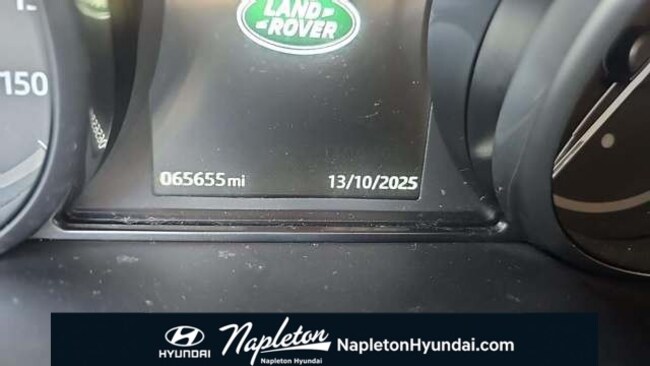 LAND
ROVER
150
065655 mi
13/10/2025
HYUNDAI
Napleton
Napleton Hyundai
NapletonHyundai.com